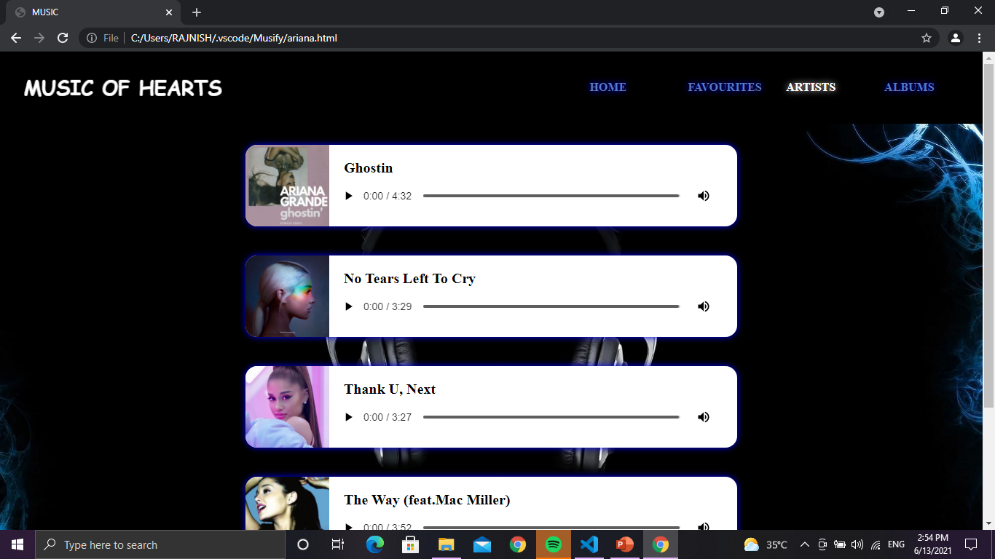 MUSIC
File
C:/Users/RAJNISH/.vscode/Musify/ariana.html
MUSIC OF HEARTS
HOME
FAVOURITES
ARTISTS
ALBUMS
ARIANA
GRANDE
ghostin'
Ghostin
0:00 / 4:32
No Tears Left To Cry
0:00 / 3:29
Thank U, Next
0:00 / 3:27
The Way (feat.Mac Miller)
0:00 / 3:52
Type here to search
35°C
ENG
2:54 PM
6/13/2021